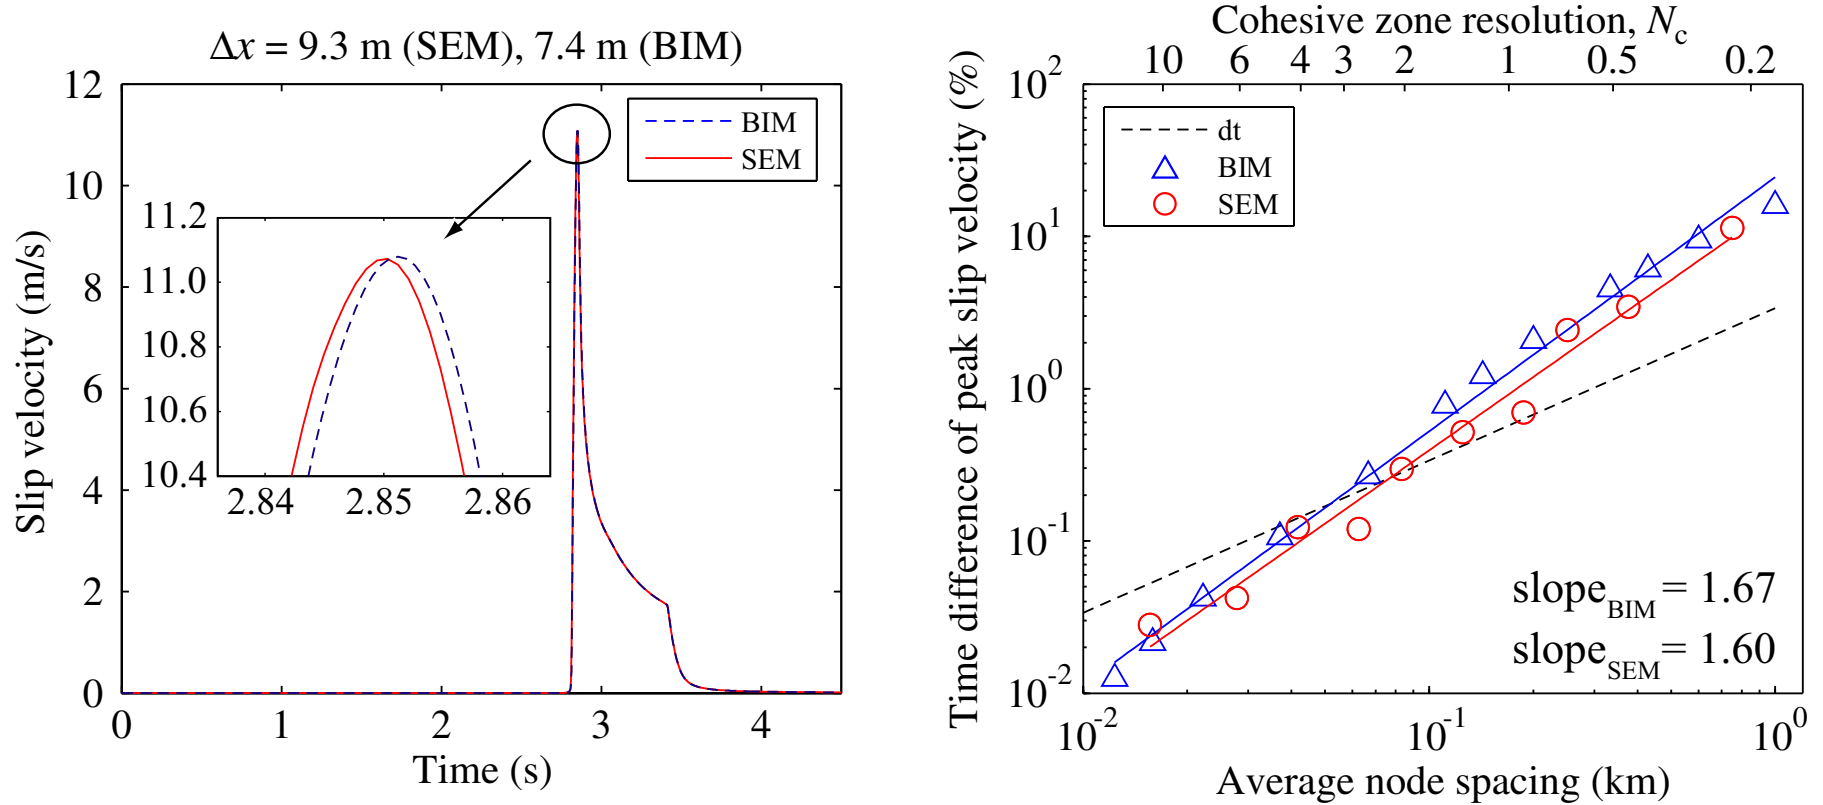 Δx = 9.3 m (SEM), 7.4 m (BIM)
Slip velocity (m/s)
12
10
8
6
4
2
0
BIM
SEM
11.2
11.0
10.8
10.6
10.4
2.84
2.85
2.86
0
1
2
3
4
Time (s)
Cohesive zone resolution, Nc
10
6
4
3
2
1
0.5
0.2
Time difference of peak slip velocity (%)
10^2
10^1
10^0
10^-1
10^-2
dt
BIM
SEM
slope_BIM = 1.67
slope_SEM = 1.60
10^-2
10^-1
10^0
Average node spacing (km)